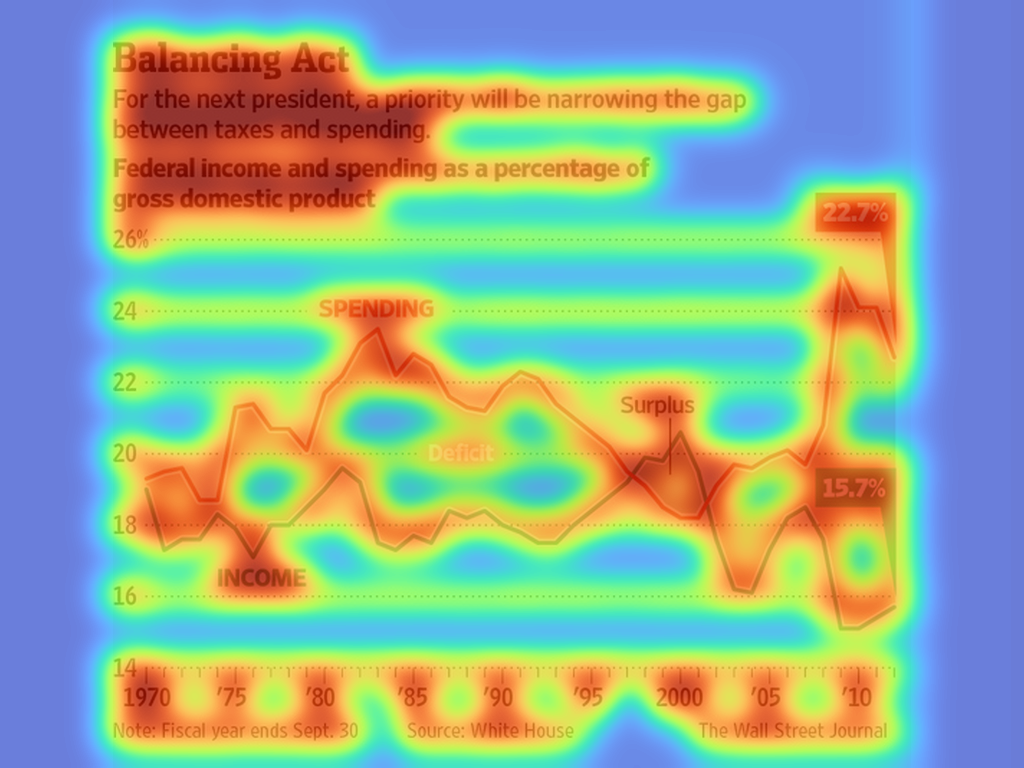 Balancing Act
For the next president, a priority will be narrowing the gap
between taxes and spending.
Federal income and spending as a percentage of
gross domestic product
22.7%
26%
24
SPENDING
22
Surplus
20
Deficit
15.7%
18
INCOME
16
14
1970 '75 '80 '85 '90 '95 2000 '05 '10
Note: Fiscal year ends Sept. 30 Source: White House The Wall Street Journal